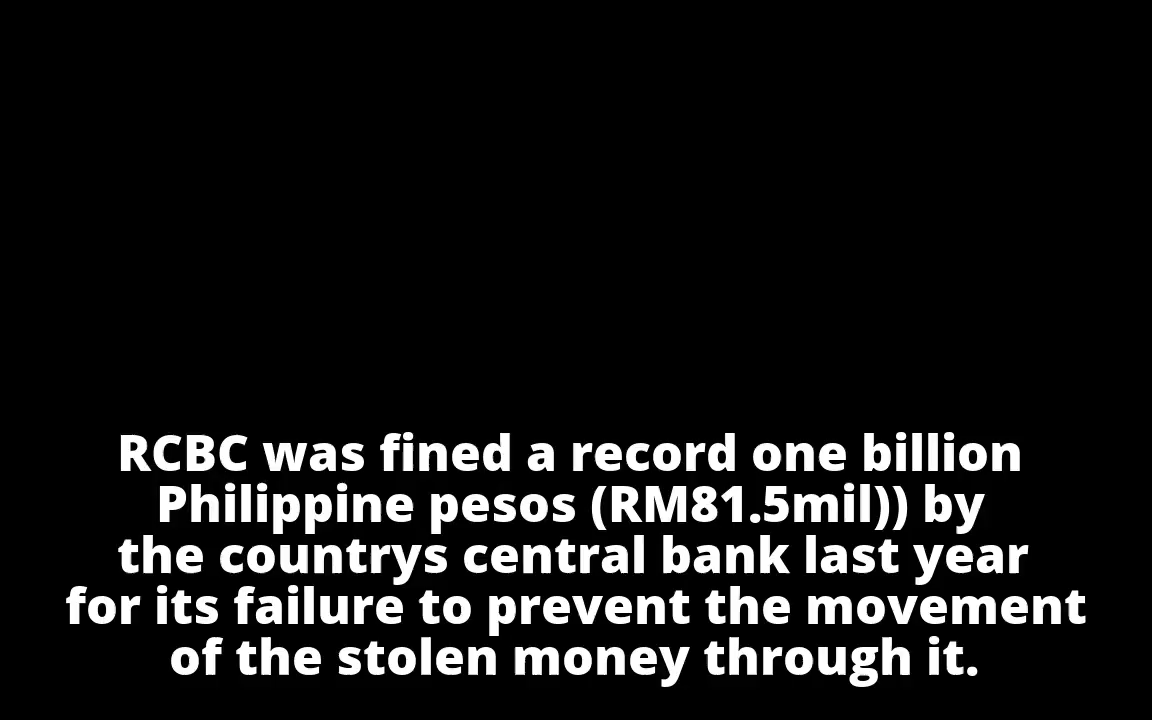 RCBC was fined a record one billion
Philippine pesos (RM81.5mil)) by
the countrys central bank last year
for its failure to prevent the movement
of the stolen money through it.